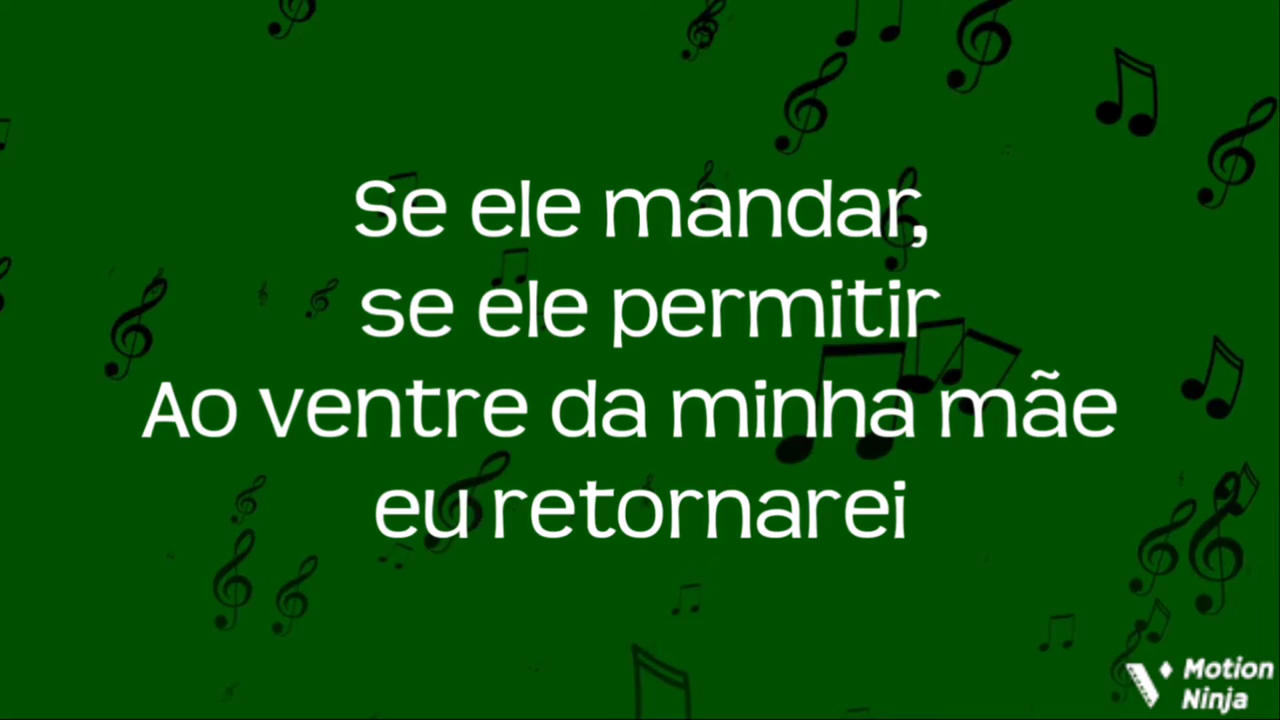 Se ele mandar,
se ele permitir
Ao ventre da minha mãe
eu retornarei
Motion
Ninja